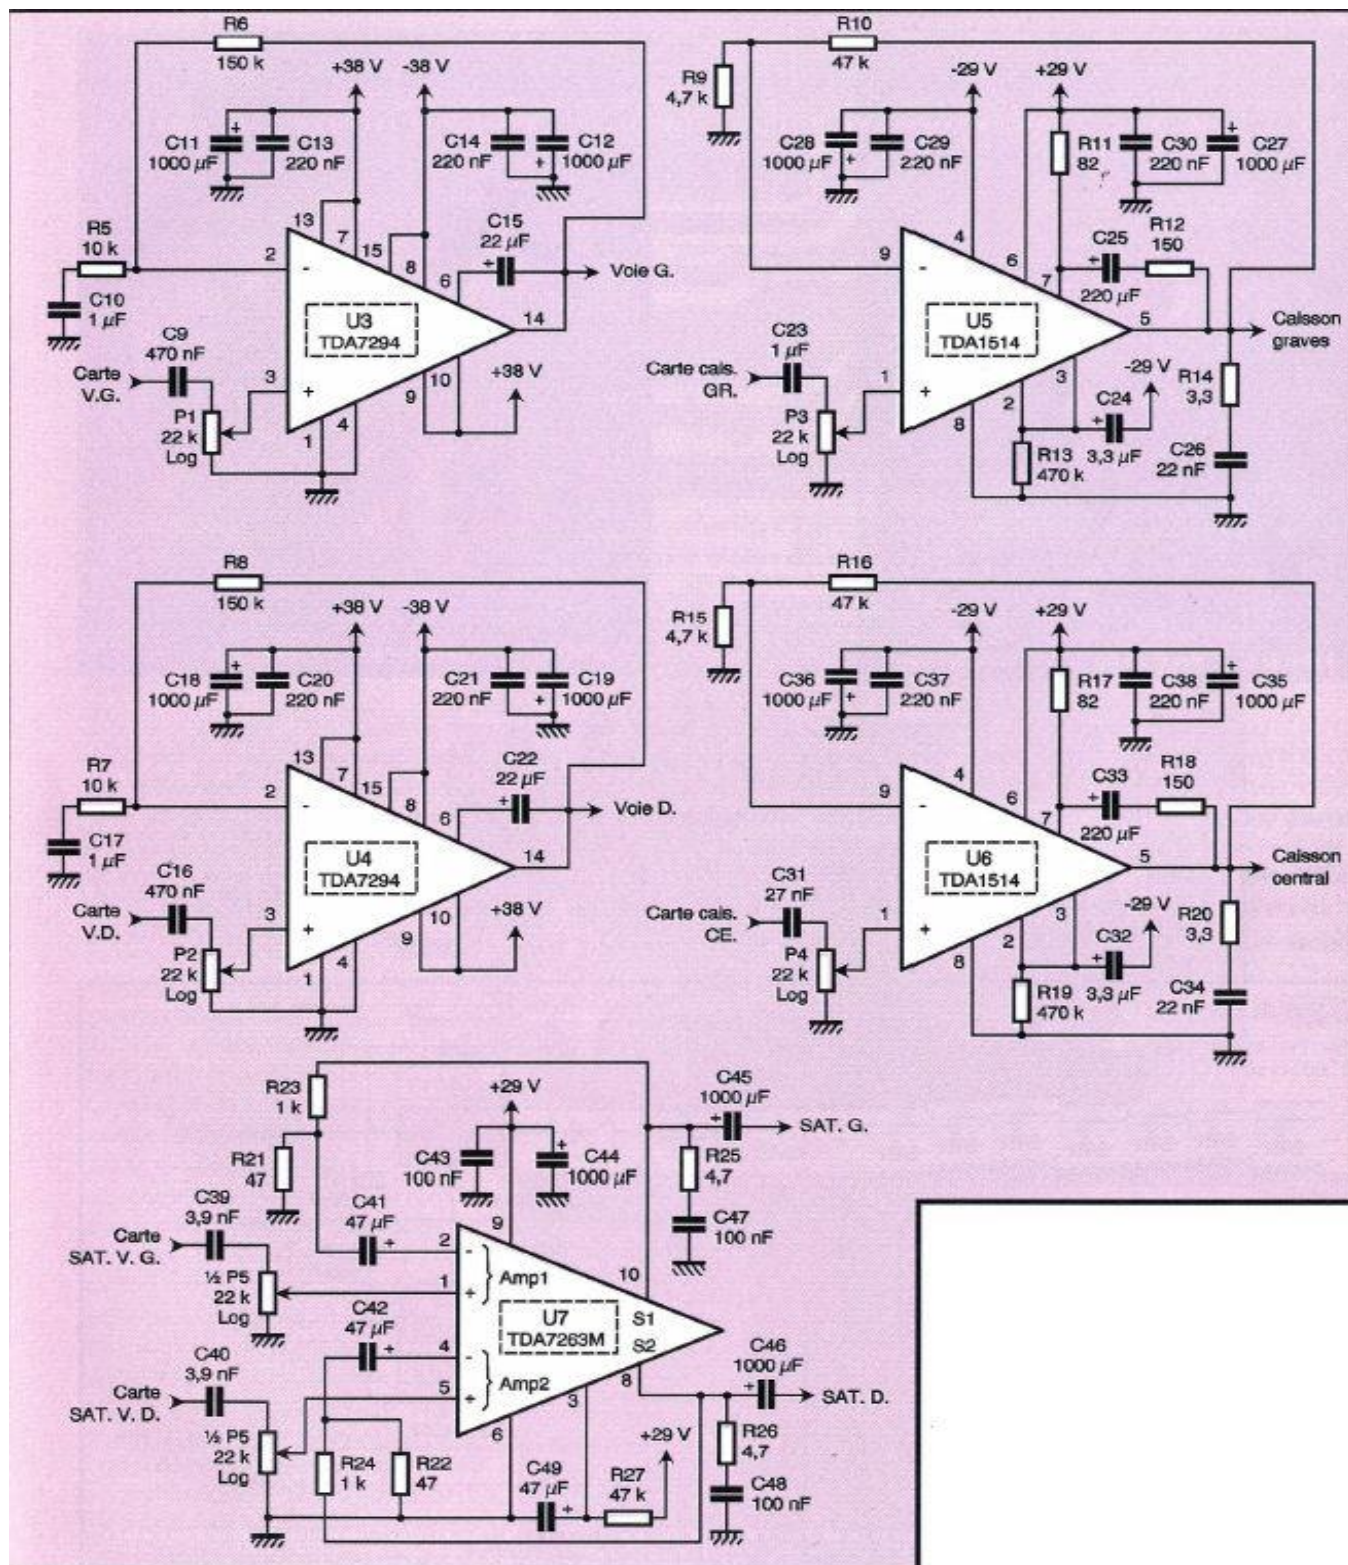 R6
150 k
+38 V
-38 V
C11
1000 µF
+
C13
220 nF
C14
220 nF
C12
1000 µF
+
R5
10 k
C10
1 µF
C9
470 nF
Carte
V.G.
P1
22 k
Log
13
7
15
8
6
2
-
3
+
U3
TDA7294
14
10
9
4
1
C15
22 µF
+
Voie G.
+38 V
R10
47 k
R9
4,7 k
-29 V
+29 V
C28
1000 µF
+
C29
220 nF
R11
82
C30
220 nF
C27
1000 µF
+
C25
220 µF
+
R12
150
4
6
7
9
-
1
+
U5
TDA1514
5
3
2
8
C23
1 µF
Carte cais.
GR.
P3
22 k
Log
Caisson
graves
-29 V
C24
3,3 µF
+
R13
470 k
R14
3,3
C26
22 nF
R8
150 k
+38 V
-38 V
C18
1000 µF
+
C20
220 nF
C21
220 nF
C19
1000 µF
+
R7
10 k
C17
1 µF
C16
470 nF
Carte
V.D.
P2
22 k
Log
13
7
15
8
6
2
-
3
+
U4
TDA7294
14
10
9
4
1
C22
22 µF
+
Voie D.
+38 V
R16
47 k
R15
4,7 k
-29 V
+29 V
C36
1000 µF
+
C37
220 nF
R17
82
C38
220 nF
C35
1000 µF
+
C33
220 µF
+
R18
150
4
6
7
9
-
1
+
U6
TDA1514
5
3
2
8
C31
27 nF
Carte cais.
CE.
P4
22 k
Log
Caisson
central
-29 V
C32
3,3 µF
+
R19
470 k
R20
3,3
C34
22 nF
R23
1 k
R21
47
+29 V
C43
100 nF
C44
1000 µF
+
C45
1000 µF
+
SAT. G.
R25
4,7
C47
100 nF
C39
3,9 nF
Carte
SAT. V. G.
½ P5
22 k
Log
C41
47 µF
+
C42
47 µF
+
9
2
-
1
+
Amp1
4
-
5
+
Amp2
U7
TDA7263M
S1
S2
10
8
3
6
C40
3,9 nF
Carte
SAT. V. D.
½ P5
22 k
Log
R24
1 k
R22
47
C49
47 µF
+
R27
47 k
+29 V
C46
1000 µF
+
SAT. D.
R26
4,7
C48
100 nF